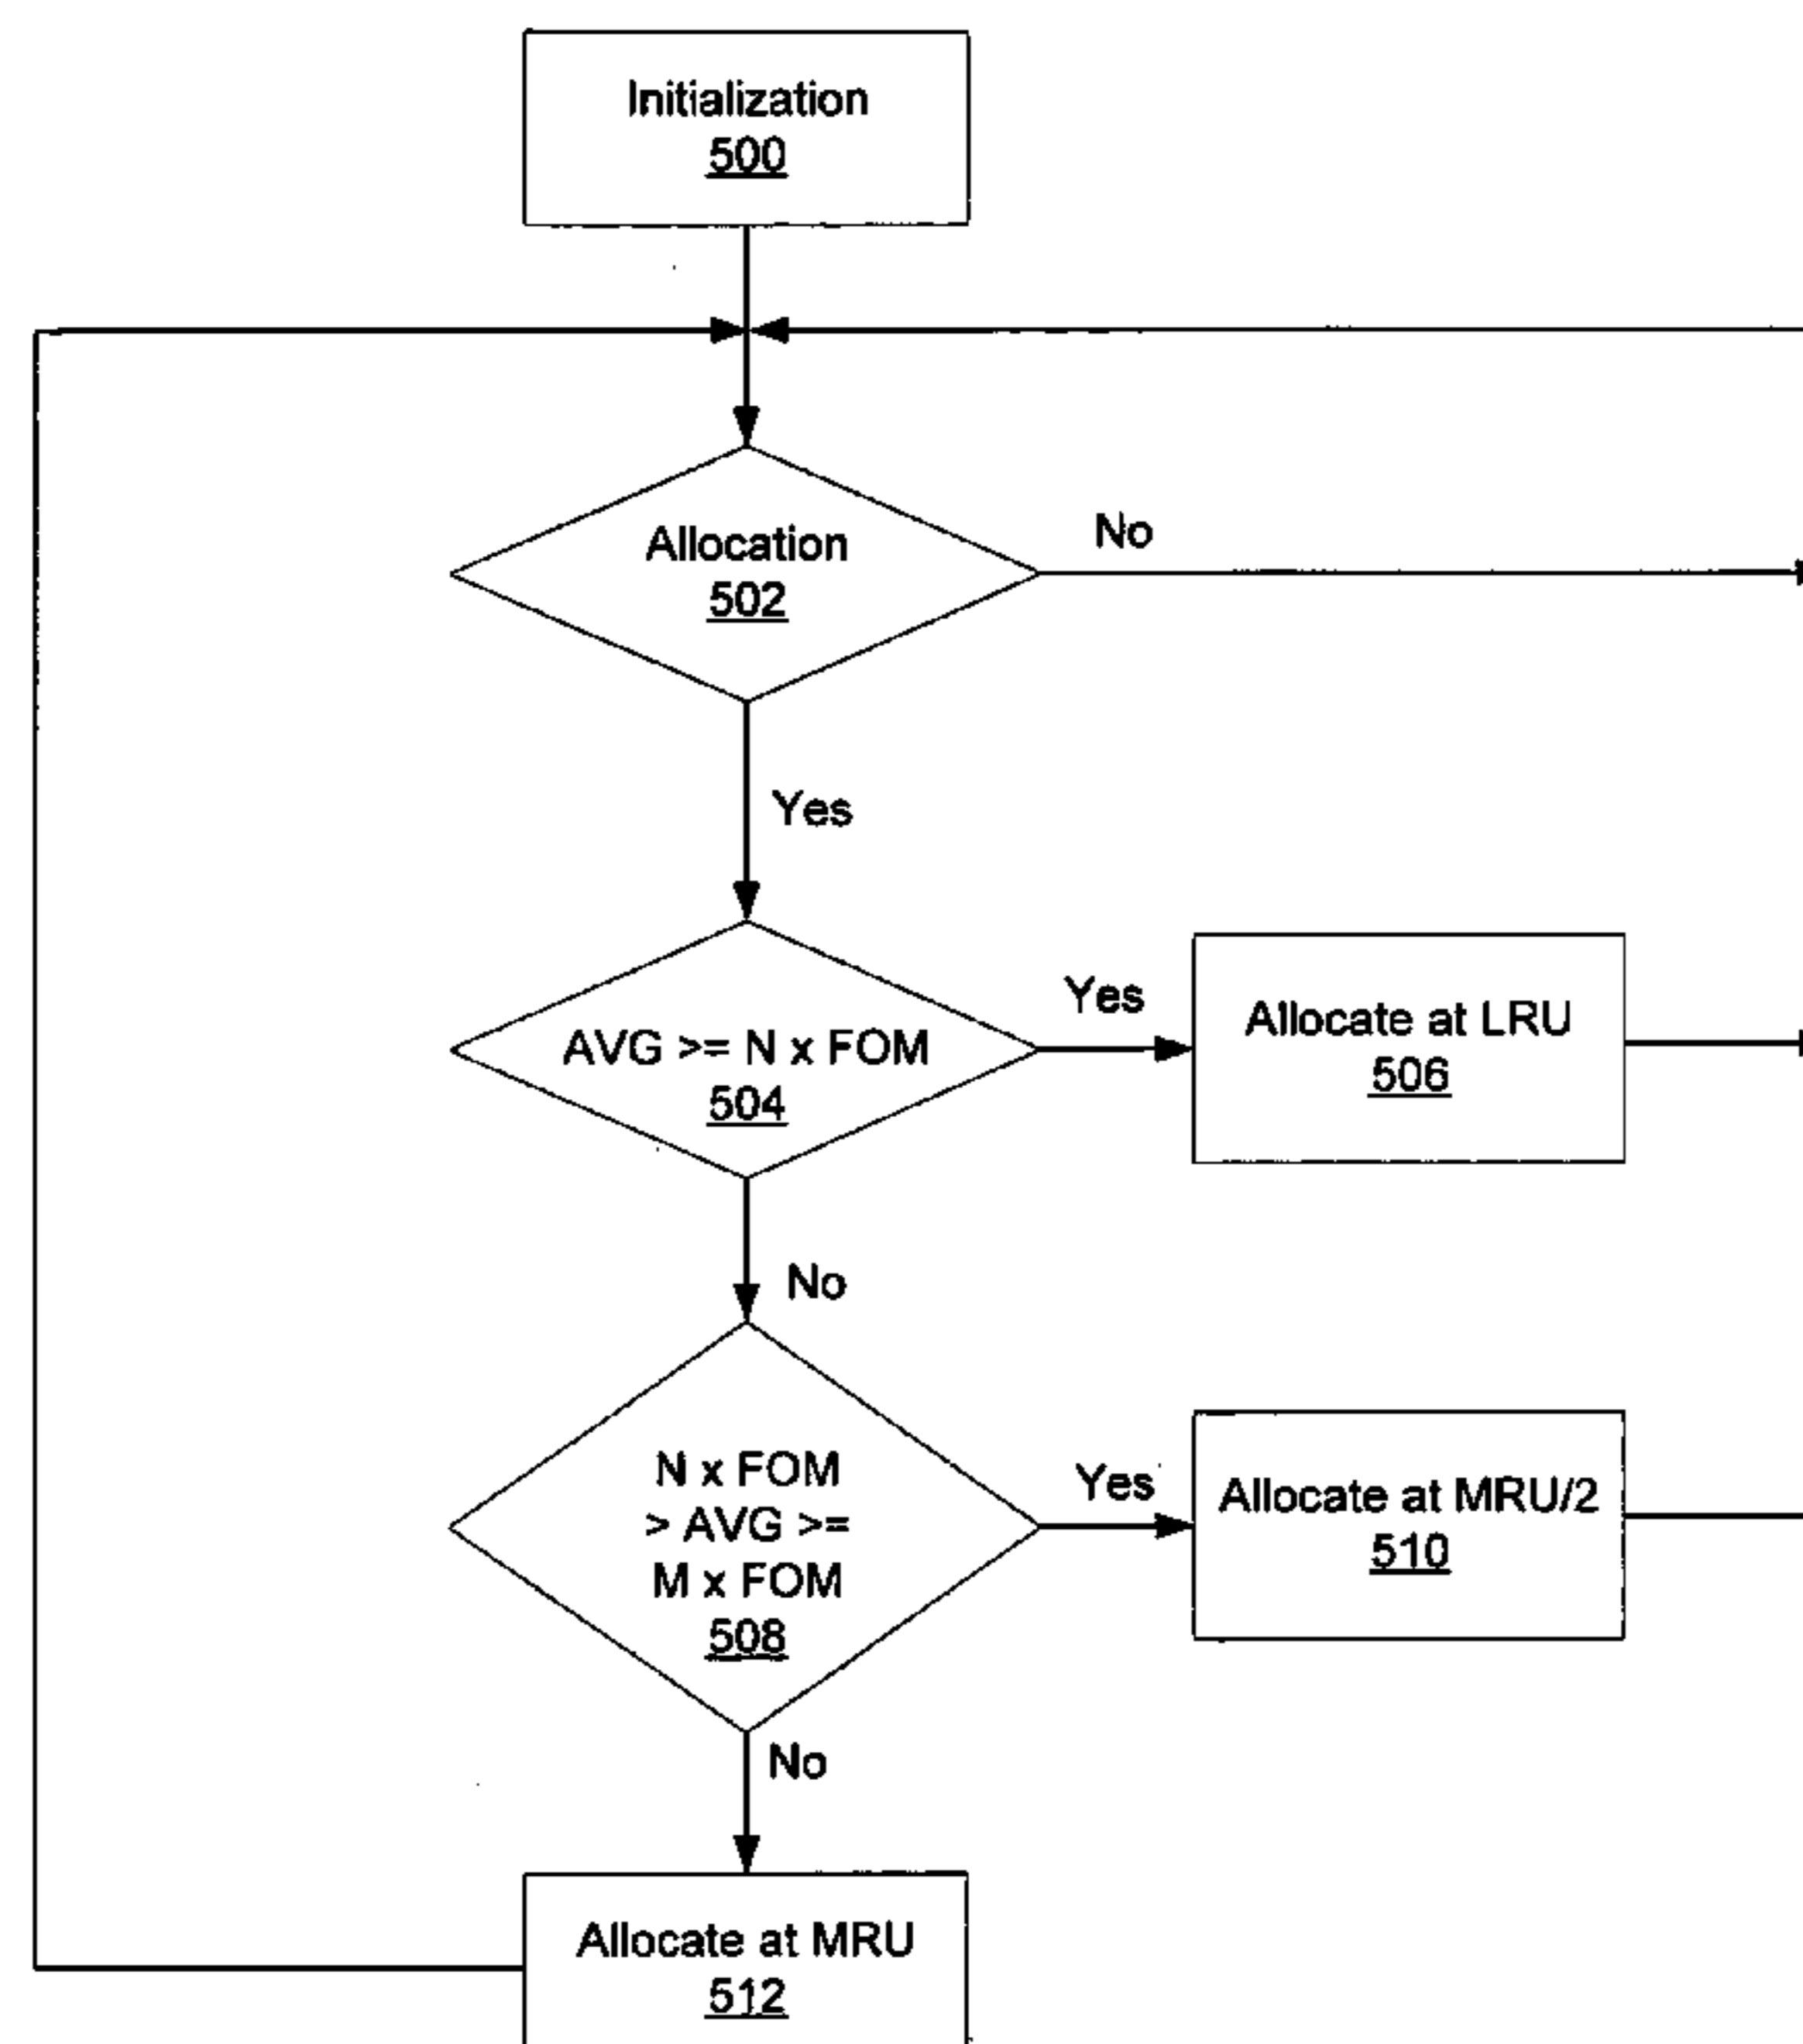 Initialization
500
Allocation
502
No
Yes
AVG >= N x FOM
504
Yes
Allocate at LRU
506
No
N x FOM
> AVG >=
M x FOM
508
Yes
Allocate at MRU/2
510
No
Allocate at MRU
512